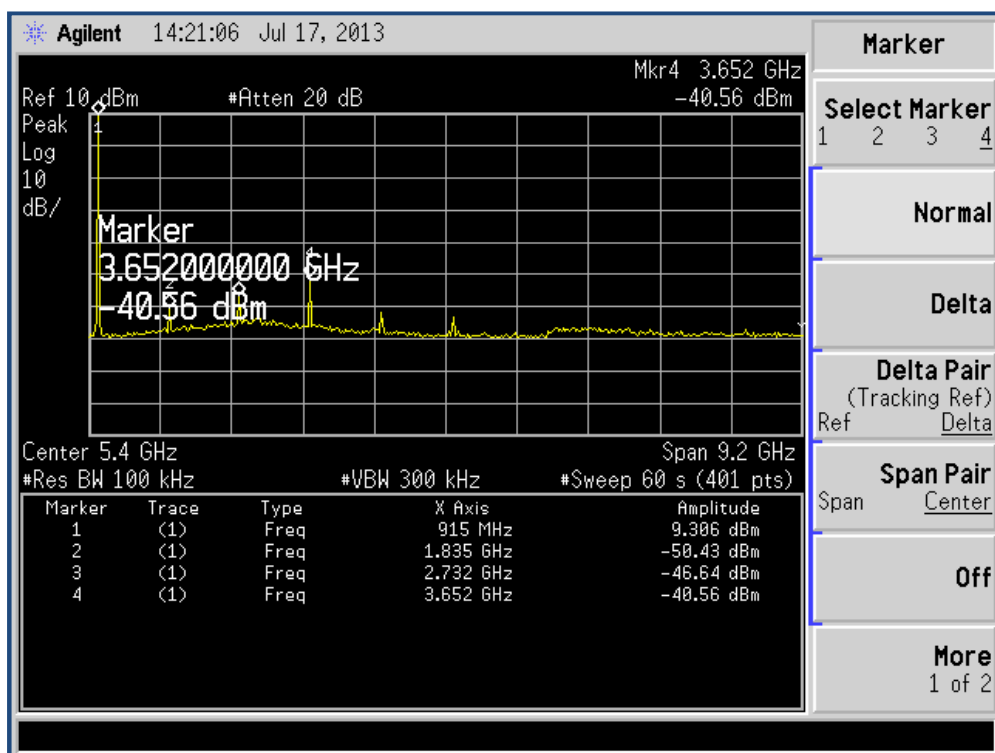 Agilent 14:21:06 Jul 17, 2013
Mkr4 3.652 GHz
Ref 10 dBm #Atten 20 dB -40.56 dBm
Peak
Log
10
dB/
1
Marker
3.652000000 GHz
-40.56 dBm
2
4
Center 5.4 GHz Span 9.2 GHz
#Res BW 100 kHz #VBW 300 kHz #Sweep 60 s (401 pts)
Marker Trace Type X Axis Amplitude
1 (1) Freq 915 MHz 9.306 dBm
2 (1) Freq 1.835 GHz -50.43 dBm
3 (1) Freq 2.732 GHz -46.64 dBm
4 (1) Freq 3.652 GHz -40.56 dBm
Marker
Select Marker
1 2 3 4
Normal
Delta
Delta Pair
(Tracking Ref)
Ref Delta
Span Pair
Span Center
Off
More
1 of 2